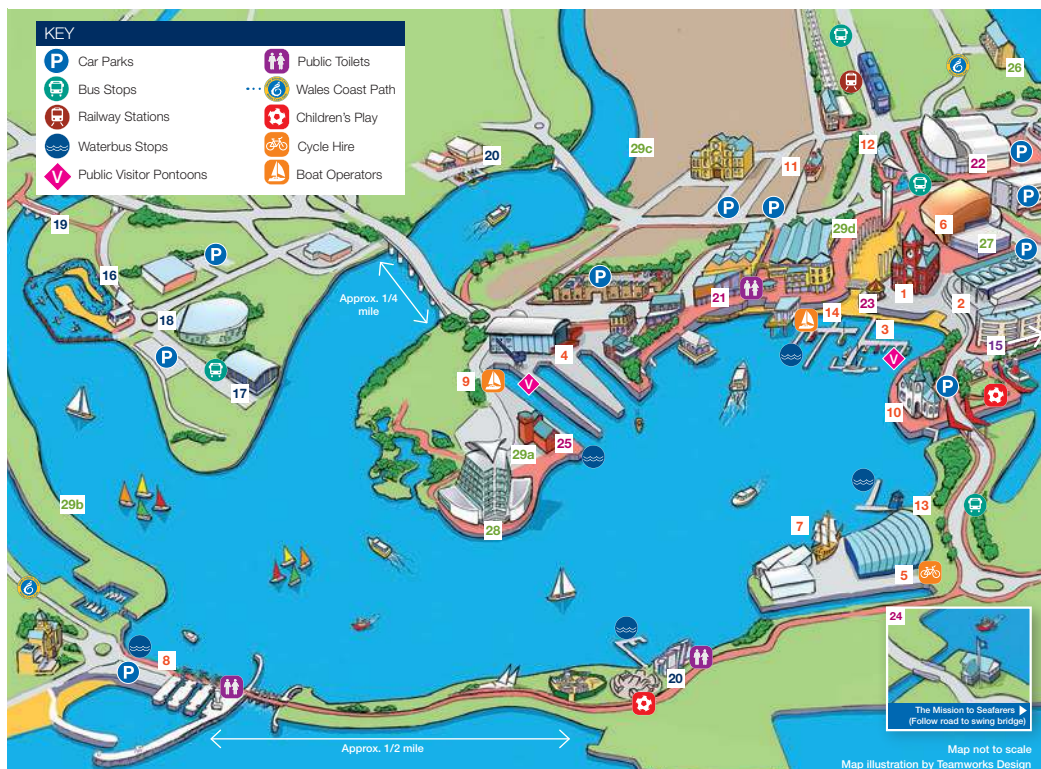 KEY
P Car Parks
Bus Stops
Railway Stations
Waterbus Stops
V Public Visitor Pontoons
Public Toilets
Wales Coast Path
Children's Play
Cycle Hire
Boat Operators
26
20
29c
12
11
22
P
P
P
P
19
6
29d
27
P
P
16
P
Approx. 1/4
mile
21
23
1
2
14
3
18
15
4
V
P
9
V
P
17
10
25
29a
29b
28
13
7
5
24
8
20
P
The Mission to Seafarers
(Follow road to swing bridge)
Approx. 1/2 mile
Map not to scale
Map illustration by Teamworks Design